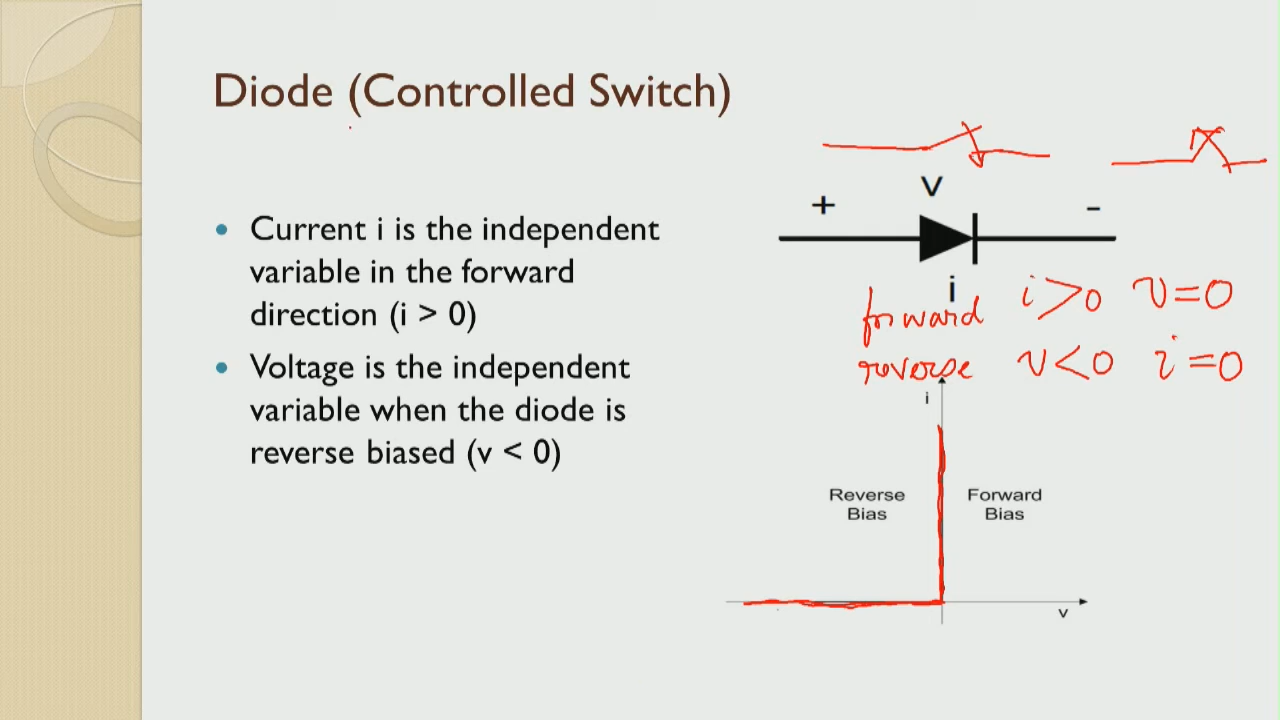 Diode (Controlled Switch)
• Current i is the independent
variable in the forward
direction (i > 0)
• Voltage is the independent
variable when the diode is
reverse biased (v < 0)
+ v -
i
forward i>0 v=0
reverse v<0 i=0
i
Reverse
Bias
Forward
Bias
v